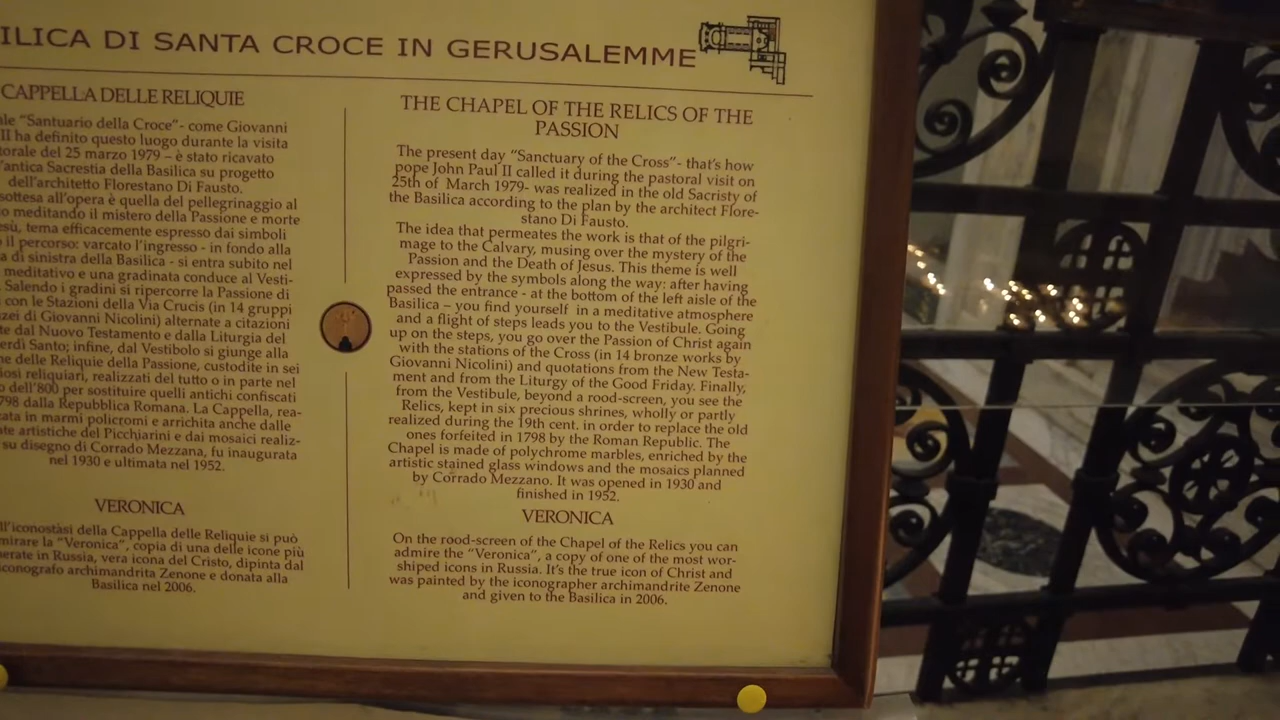 ILICA DI SANTA CROCE IN GERUSALEMME
CAPPELLA DELLE RELIQUIE
ale “Santuario della Croce”- come Giovanni
II ha definito questo luogo durante la visita
torale del 25 marzo 1979 – è stato ricavato
'antica Sacrestia della Basilica su progetto
dell'architetto Florestano Di Fausto.
sottesa all'opera è quella del pellegrinaggio al
o meditando il mistero della Passione e morte
esù, tema efficacemente espresso dai simboli
o il percorso: varcato l'ingresso - in fondo alla
a di sinistra della Basilica - si entra subito nel
meditativo e una gradinata conduce al Vesti-
. Salendo i gradini si ripercorre la Passione di
con le Stazioni della Via Crucis (in 14 gruppi
nzei di Giovanni Nicolini) alternate a citazioni
te dal Nuovo Testamento e dalla Liturgia del
erdì Santo; infine, dal Vestibolo si giunge alla
ne delle Reliquie della Passione, custodite in sei
iosi reliquiari, realizzati del tutto o in parte nel
o dell'800 per sostituire quelli antichi confiscati
798 dalla Repubblica Romana. La Cappella, rea-
ata in marmi policromi e arricchita anche dalle
ate artistiche del Picchiarini e dai mosaici realiz-
su disegno di Corrado Mezzana, fu inaugurata
nel 1930 e ultimata nel 1952.
VERONICA
ll'iconostàsi della Cappella delle Reliquie si può
mirare la “Veronica”, copia di una delle icone più
nerate in Russia, vera icona del Cristo, dipinta dal
iconografo archimandrita Zenone e donata alla
Basilica nel 2006.
THE CHAPEL OF THE RELICS OF THE
PASSION
The present day “Sanctuary of the Cross”- that's how
pope John Paul II called it during the pastoral visit on
25th of March 1979- was realized in the old Sacristy of
the Basilica according to the plan by the architect Flore-
stano Di Fausto.
The idea that permeates the work is that of the pilgri-
mage to the Calvary, musing over the mystery of the
Passion and the Death of Jesus. This theme is well
expressed by the symbols along the way: after having
passed the entrance - at the bottom of the left aisle of the
Basilica – you find yourself in a meditative atmosphere
and a flight of steps leads you to the Vestibule. Going
up on the steps, you go over the Passion of Christ again
with the stations of the Cross (in 14 bronze works by
Giovanni Nicolini) and quotations from the New Testa-
ment and from the Liturgy of the Good Friday. Finally,
from the Vestibule, beyond a rood-screen, you see the
Relics, kept in six precious shrines, wholly or partly
realized during the 19th cent. in order to replace the old
ones forfeited in 1798 by the Roman Republic. The
Chapel is made of polychrome marbles, enriched by the
artistic stained glass windows and the mosaics planned
by Corrado Mezzano. It was opened in 1930 and
finished in 1952.
VERONICA
On the rood-screen of the Chapel of the Relics you can
admire the “Veronica”, a copy of one of the most wor-
shiped icons in Russia. It's the true icon of Christ and
was painted by the iconographer archimandrite Zenone
and given to the Basilica in 2006.